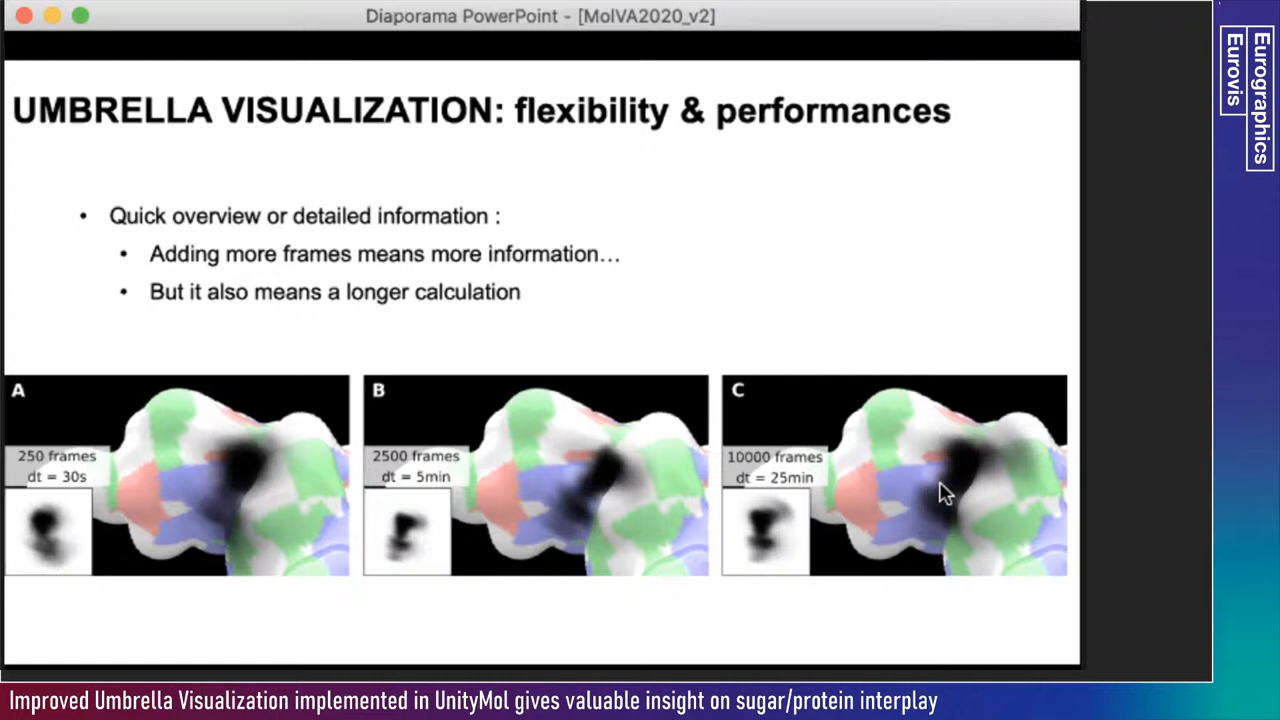 Diaporama PowerPoint - [MolVA2020_v2]
UMBRELLA VISUALIZATION: flexibility & performances
• Quick overview or detailed information :
• Adding more frames means more information…
• But it also means a longer calculation
A
250 frames
dt = 30s
B
2500 frames
dt = 5min
C
10000 frames
dt = 25min
Eurographics
Eurovis
Improved Umbrella Visualization implemented in UnityMol gives valuable insight on sugar/protein interplay